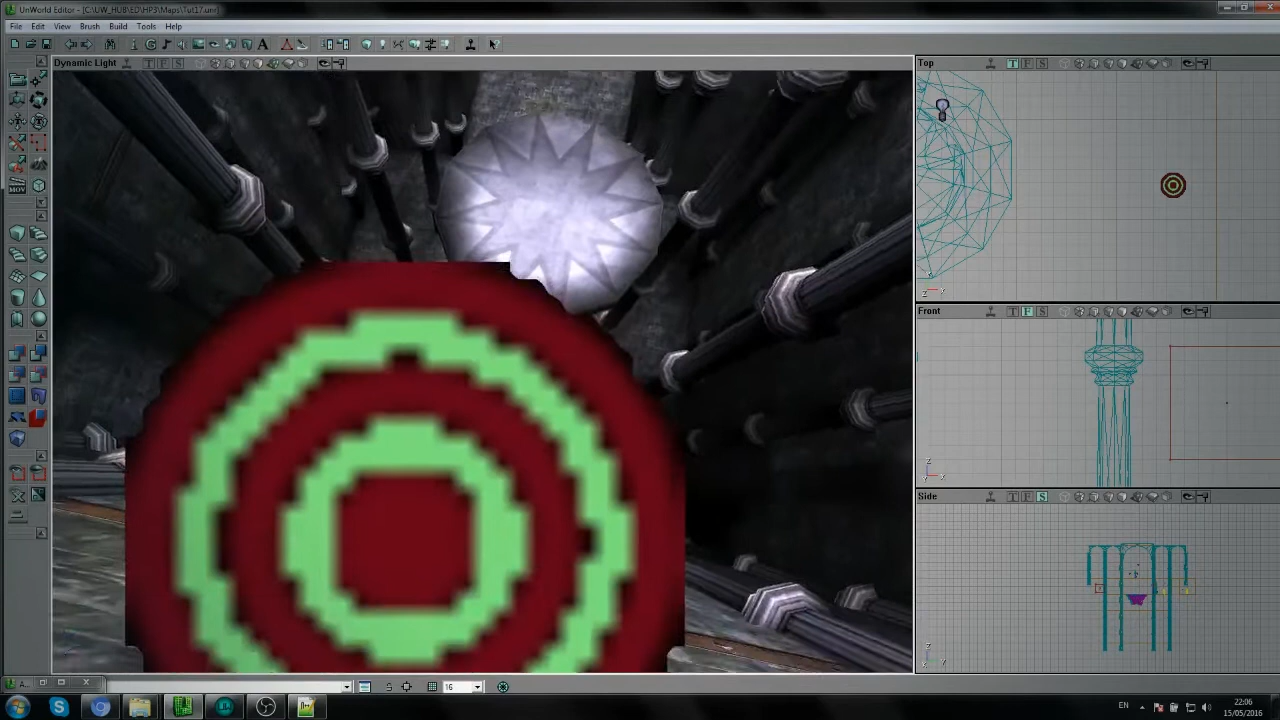 UnWorld Editor - [C:\UW_HUB\ED\HP3\Maps\Tut17.unr]
File Edit View Brush Build Tools Help
Dynamic Light
T F S
Top
T F S
MOV
Front
T F S
Side
T F S
16
EN
22:06
15/05/2016